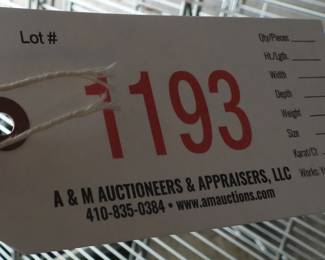 Lot #
1193
Qty/Pieces
Ht./Lgth.
Width
Depth
Weight
Size
Karat/Ct
Works:
A & M AUCTIONEERS & APPRAISERS, LLC
410-835-0384 • www.amauctions.com